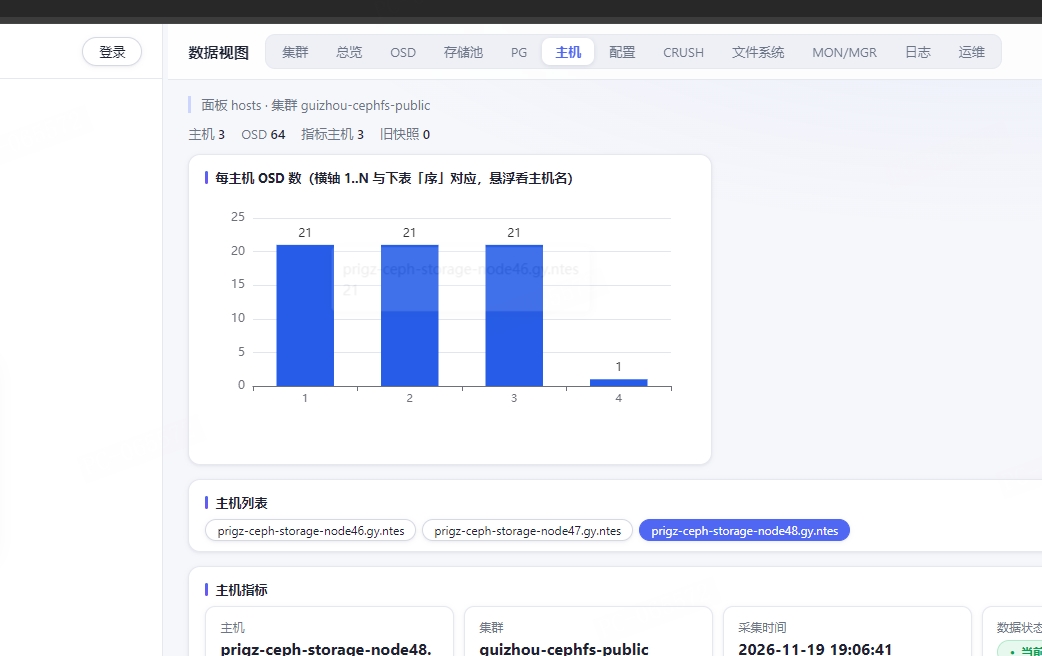 登录
数据视图 集群 总览 OSD 存储池 PG 主机 配置 CRUSH 文件系统 MON/MGR 日志 运维
面板 hosts · 集群 guizhou-cephfs-public
主机 3 OSD 64 指标主机 3 旧快照 0
每主机 OSD 数（横轴 1..N 与下表「序」对应，悬浮看主机名）
25
21 21 21
20
prigz-ceph-storage-node46.gy.ntes
15
21
10
5
1
0
1 2 3 4
主机列表
prigz-ceph-storage-node46.gy.ntes prigz-ceph-storage-node47.gy.ntes prigz-ceph-storage-node48.gy.ntes
主机指标
主机 集群 采集时间 数据状态
prigz-ceph-storage-node48. guizhou-cephfs-public 2026-11-19 19:06:41 当前